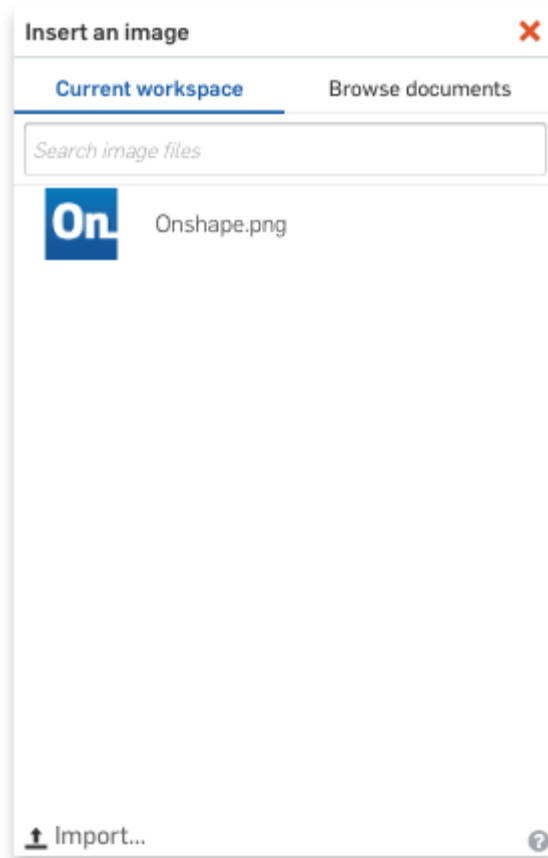 Insert an image
Current workspace Browse documents
Search image files
On Onshape.png
Import...
?